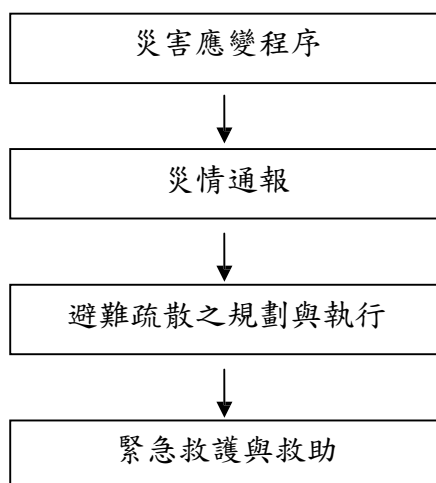 災害應變程序
災情通報
避難疏散之規劃與執行
緊急救護與救助